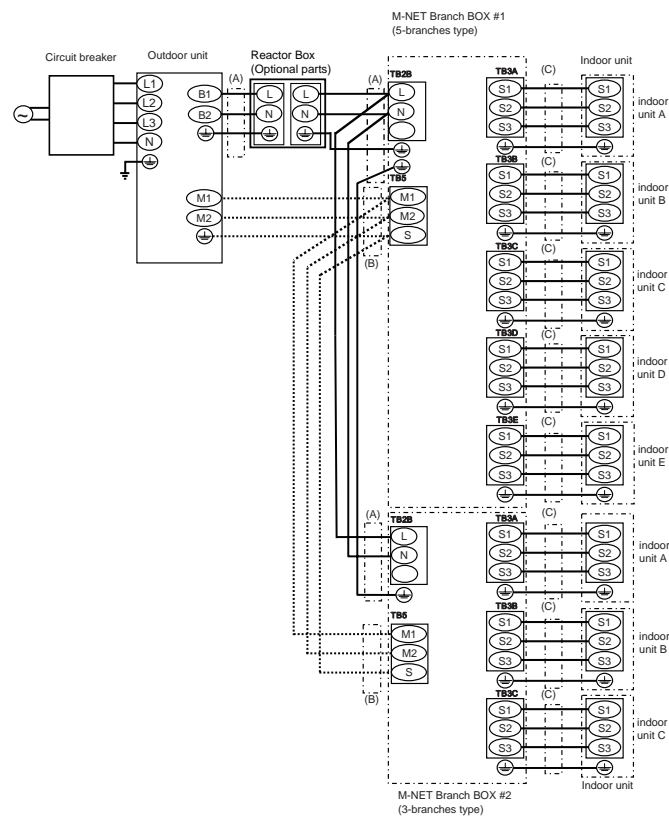 M-NET Branch BOX #1
(5-branches type)
Circuit breaker
Outdoor unit
Reactor Box
(Optional parts)
Indoor unit
L1
L2
L3
N
B1
B2
M1
M2
(A)
L
N
L
N
(A)
TB2B
L
N
TB5
M1
M2
S
(B)
TB3A
S1
S2
S3
(C)
S1
S2
S3
indoor
unit A
TB3B
S1
S2
S3
(C)
S1
S2
S3
indoor
unit B
TB3C
S1
S2
S3
(C)
S1
S2
S3
indoor
unit C
TB3D
S1
S2
S3
(C)
S1
S2
S3
indoor
unit D
TB3E
S1
S2
S3
(C)
S1
S2
S3
indoor
unit E
(A)
TB2B
L
N
TB5
M1
M2
S
(B)
TB3A
S1
S2
S3
(C)
S1
S2
S3
indoor
unit A
TB3B
S1
S2
S3
(C)
S1
S2
S3
indoor
unit B
TB3C
S1
S2
S3
(C)
S1
S2
S3
indoor
unit C
Indoor unit
M-NET Branch BOX #2
(3-branches type)